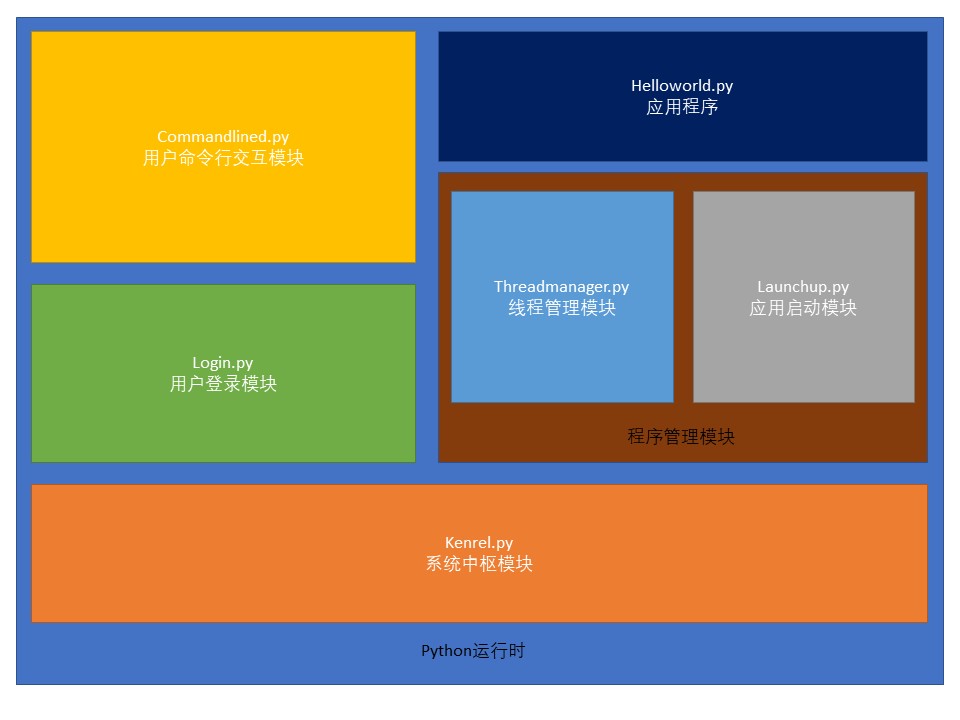 Commandlined.py
用户命令行交互模块
Helloworld.py
应用程序
Threadmanager.py
线程管理模块
Launchup.py
应用启动模块
程序管理模块
Login.py
用户登录模块
Kenrel.py
系统中枢模块
Python运行时